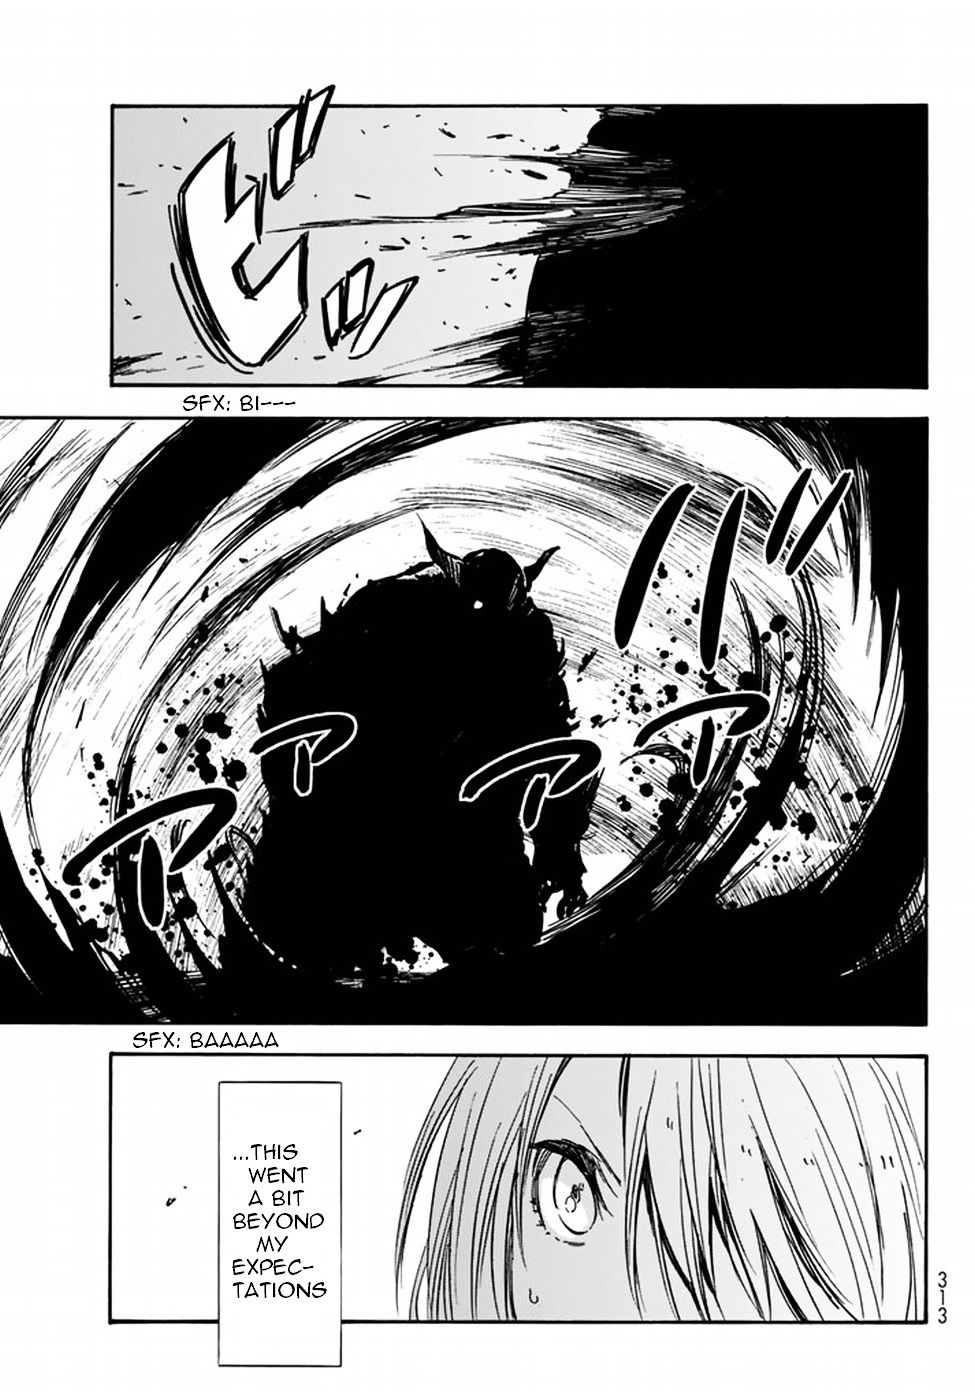 ビビッ
SFX: BI---
バアアアア
SFX: BAAAAA
...THIS
WENT
A BIT
BEYOND
MY
EXPEC-
TATIONS
313